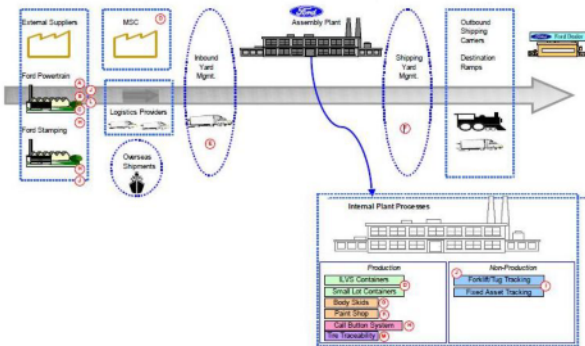 External Suppliers
Ford Powertrain
Ford Stamping
MSC
Logistics Providers
Overseas
Shipments
Inbound
Yard
Mgmt.
Ford
Assembly Plant
Shipping
Yard
Mgmt.
Outbound
Shipping
Carriers
Destination
Ramps
Ford Dealer
Internal Plant Processes
Production
ILVS Containers
Small Lot Containers
Body Skids
Paint Shop
Call Button System
Tire Traceability
Non-Production
Forklift/Tug Tracking
Fixed Asset Tracking